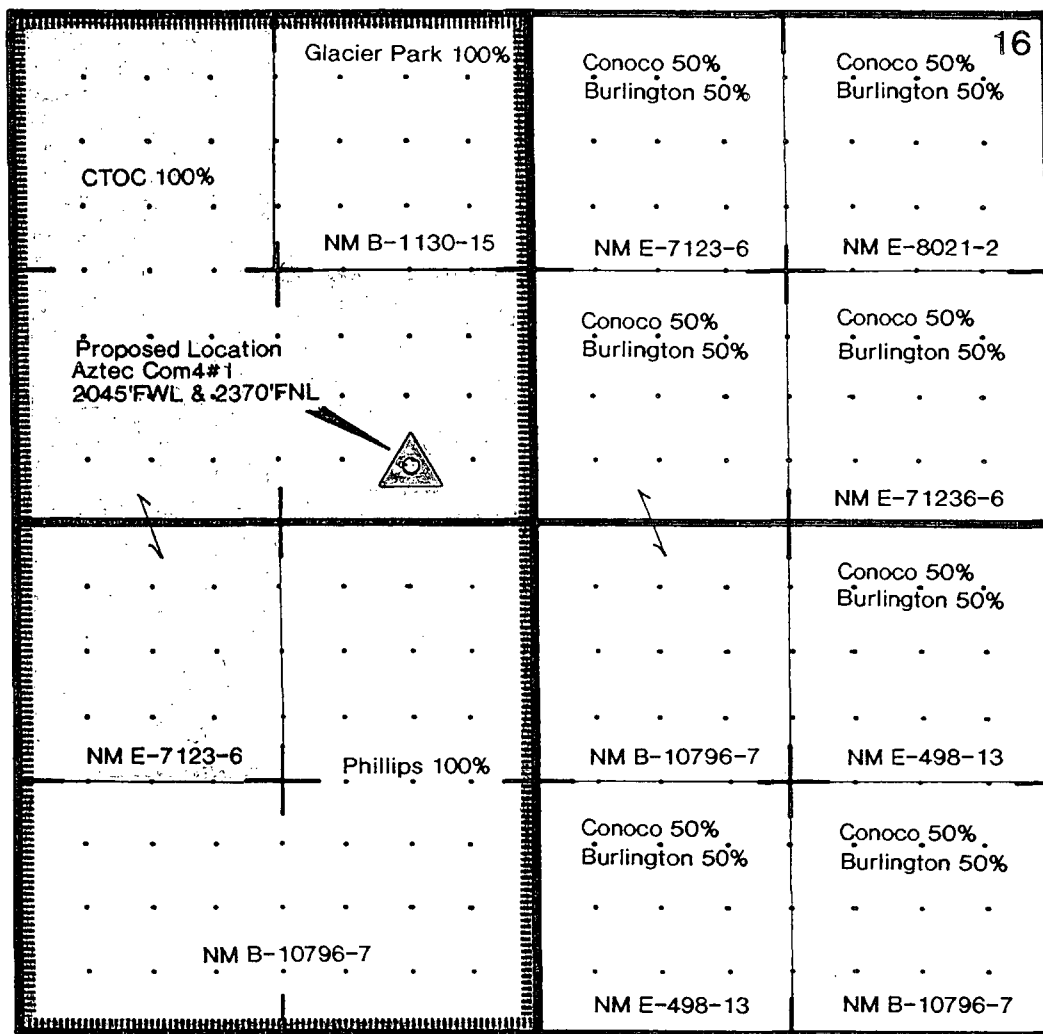 16
Glacier Park 100%
Conoco 50%
Burlington 50%
Conoco 50%
Burlington 50%
CTOC 100%
NM B-1130-15
NM E-7123-6
NM E-8021-2
Proposed Location
Aztec Com4#1
2045'FWL & 2370'FNL
Conoco 50%
Burlington 50%
Conoco 50%
Burlington 50%
NM E-71236-6
Conoco 50%
Burlington 50%
NM E-7123-6
Phillips 100%
NM B-10796-7
NM E-498-13
Conoco 50%
Burlington 50%
Conoco 50%
Burlington 50%
NM B-10796-7
NM E-498-13
NM B-10796-7